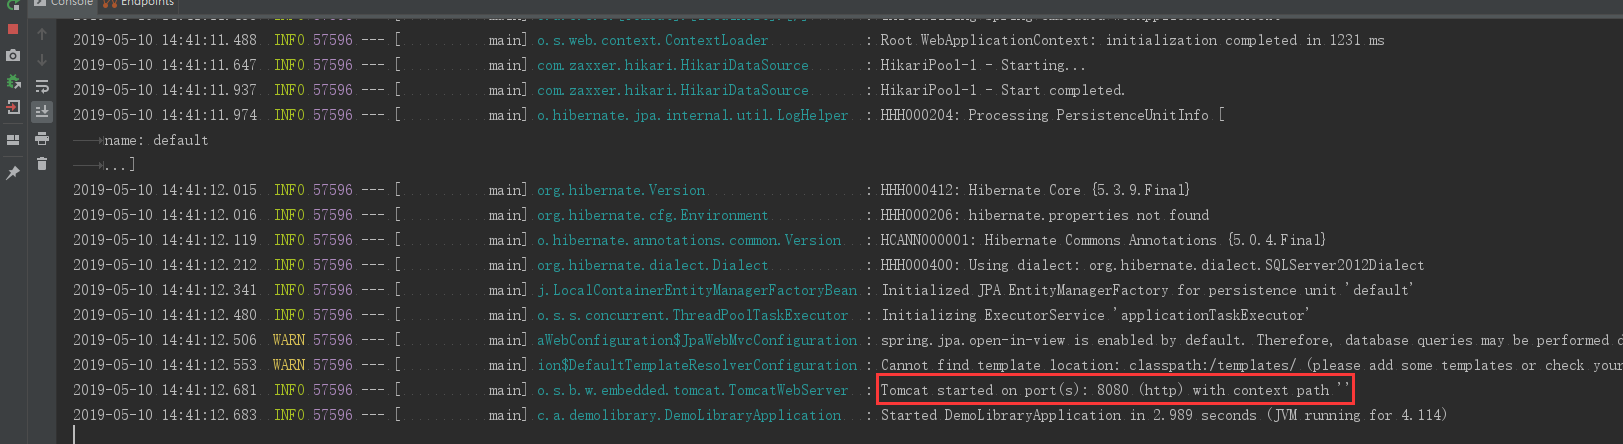 Console Endpoints
2019-05-10 14:41:11.488 INFO 57596 --- [ main] o.s.web.context.ContextLoader : Root WebApplicationContext: initialization completed in 1231 ms
2019-05-10 14:41:11.647 INFO 57596 --- [ main] com.zaxxer.hikari.HikariDataSource : HikariPool-1 - Starting...
2019-05-10 14:41:11.937 INFO 57596 --- [ main] com.zaxxer.hikari.HikariDataSource : HikariPool-1 - Start completed.
2019-05-10 14:41:11.974 INFO 57596 --- [ main] o.hibernate.jpa.internal.util.LogHelper : HHH000204: Processing PersistenceUnitInfo [
name: default
...]
2019-05-10 14:41:12.015 INFO 57596 --- [ main] org.hibernate.Version : HHH000412: Hibernate Core {5.3.9.Final}
2019-05-10 14:41:12.016 INFO 57596 --- [ main] org.hibernate.cfg.Environment : HHH000206: hibernate.properties not found
2019-05-10 14:41:12.119 INFO 57596 --- [ main] o.hibernate.annotations.common.Version : HCANN000001: Hibernate Commons Annotations {5.0.4.Final}
2019-05-10 14:41:12.212 INFO 57596 --- [ main] org.hibernate.dialect.Dialect : HHH000400: Using dialect: org.hibernate.dialect.SQLServer2012Dialect
2019-05-10 14:41:12.341 INFO 57596 --- [ main] j.LocalContainerEntityManagerFactoryBean : Initialized JPA EntityManagerFactory for persistence unit 'default'
2019-05-10 14:41:12.480 INFO 57596 --- [ main] o.s.s.concurrent.ThreadPoolTaskExecutor : Initializing ExecutorService 'applicationTaskExecutor'
2019-05-10 14:41:12.506 WARN 57596 --- [ main] aWebConfiguration$JpaWebMvcConfiguration : spring.jpa.open-in-view is enabled by default. Therefore, database queries may be performed d
2019-05-10 14:41:12.553 WARN 57596 --- [ main] ion$DefaultTemplateResolverConfiguration : Cannot find template location: classpath:/templates/ (please add some templates or check your
2019-05-10 14:41:12.681 INFO 57596 --- [ main] o.s.b.w.embedded.tomcat.TomcatWebServer : Tomcat started on port(s): 8080 (http) with context path ''
2019-05-10 14:41:12.683 INFO 57596 --- [ main] c.a.demolibrary.DemoLibraryApplication : Started DemoLibraryApplication in 2.989 seconds (JVM running for 4.114)